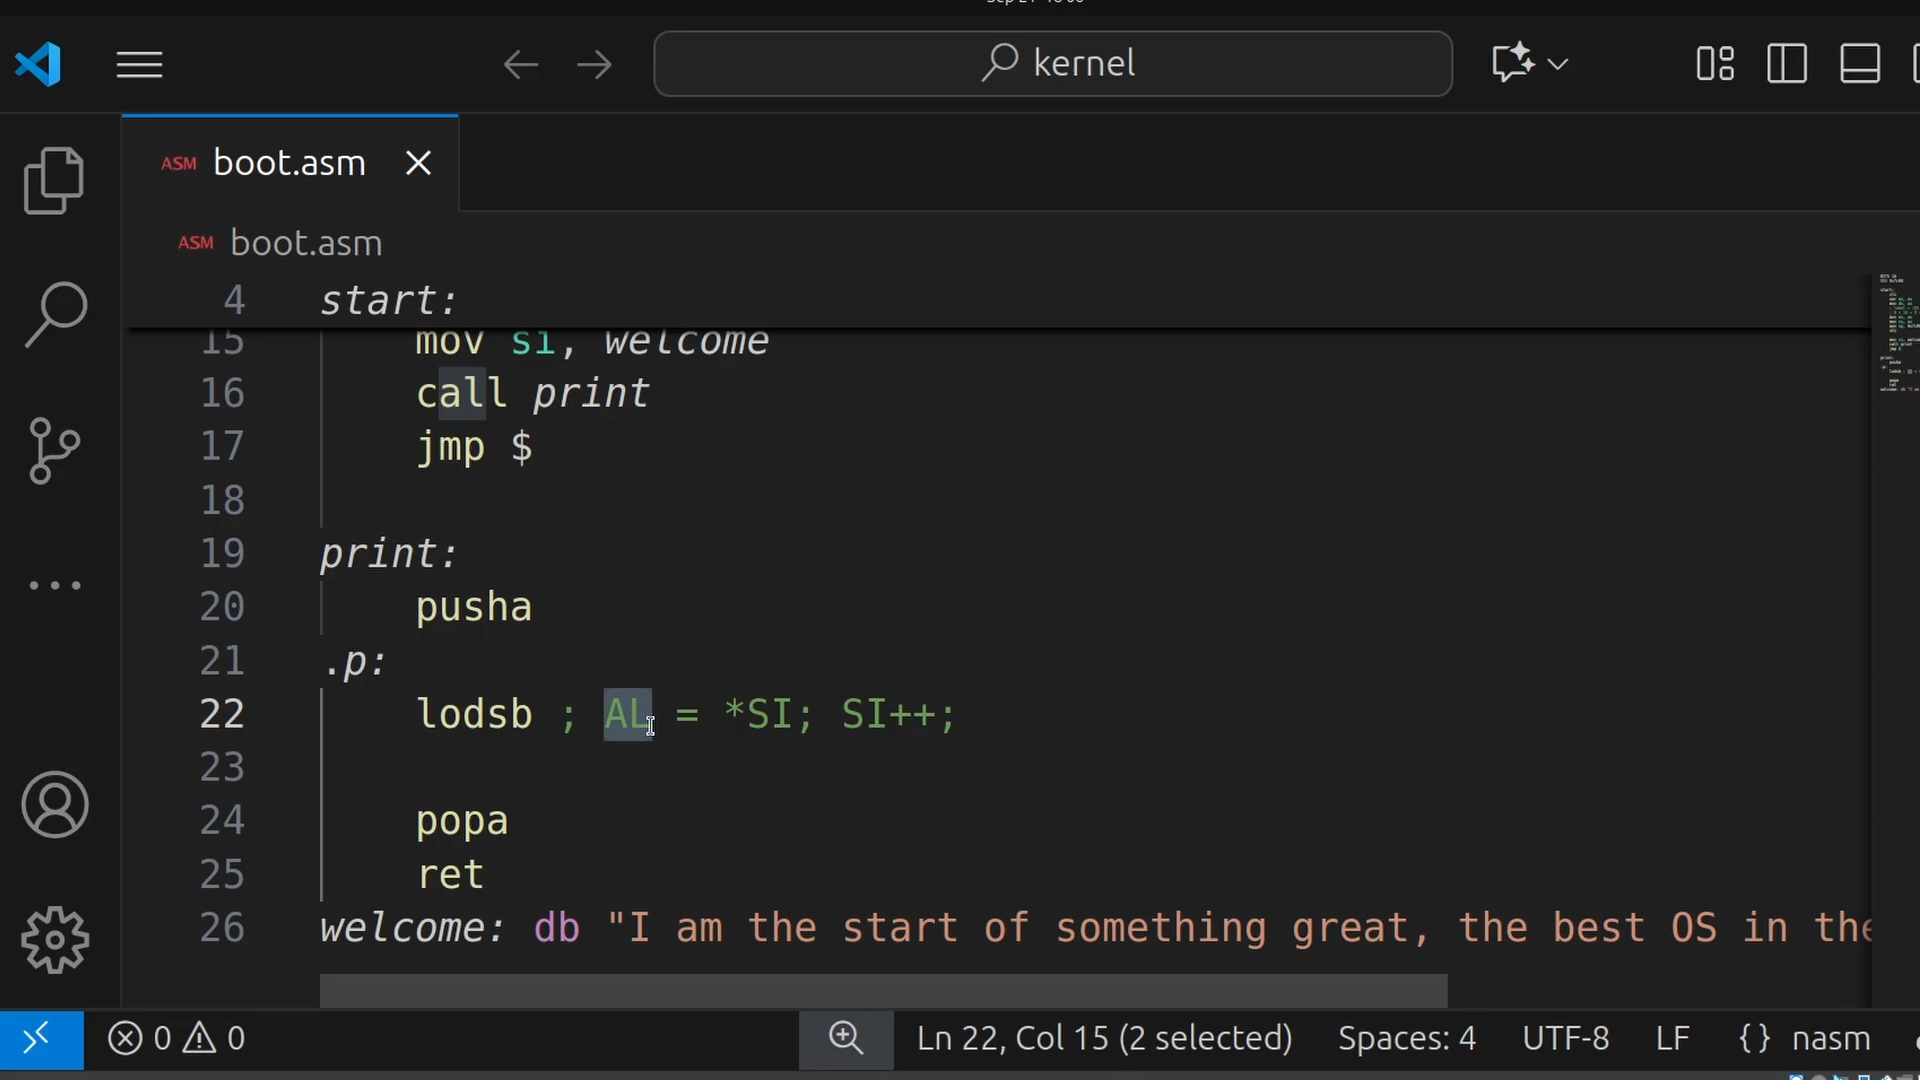 kernel
ASM boot.asm
ASM boot.asm
4 start:
15 mov si, welcome
16 call print
17 jmp $
18
19 print:
20 pusha
21 .p:
22 lodsb ; AL = *SI; SI++;
23
24 popa
25 ret
26 welcome: db "I am the start of something great, the best OS in the
0 0 Ln 22, Col 15 (2 selected) Spaces: 4 UTF-8 LF {} nasm